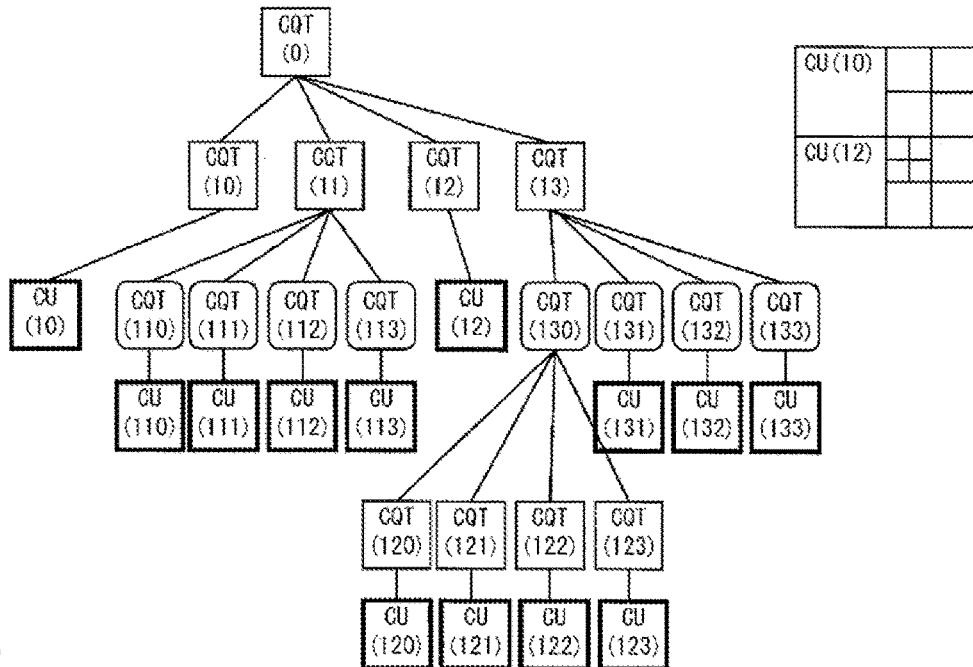 CQT
(0)
CU(10)
CU(12)
CQT
(10)
CQT
(11)
CQT
(12)
CQT
(13)
CU
(10)
CQT
(110)
CQT
(111)
CQT
(112)
CQT
(113)
CU
(12)
CQT
(130)
CQT
(131)
CQT
(132)
CQT
(133)
CU
(110)
CU
(111)
CU
(112)
CU
(113)
CU
(131)
CU
(132)
CU
(133)
CQT
(120)
CQT
(121)
CQT
(122)
CQT
(123)
CU
(120)
CU
(121)
CU
(122)
CU
(123)